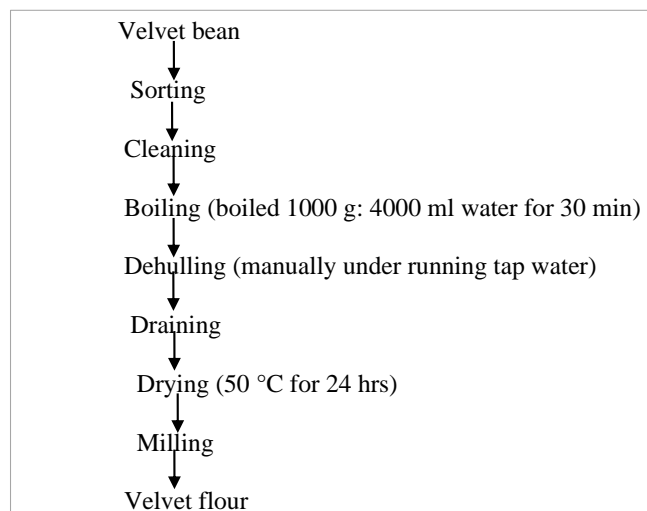 Velvet bean
Sorting
Cleaning
Boiling (boiled 1000 g: 4000 ml water for 30 min)
Dehulling (manually under running tap water)
Draining
Drying (50 °C for 24 hrs)
Milling
Velvet flour